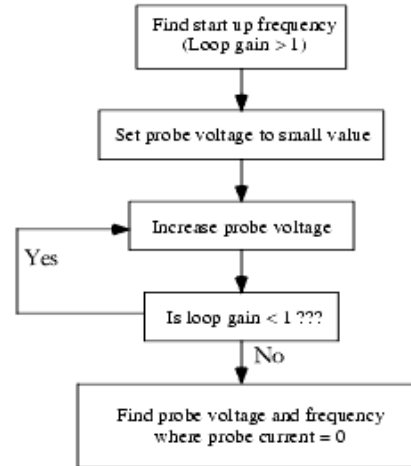 Find start up frequency
(Loop gain > 1)
Set probe voltage to small value
Increase probe voltage
Yes
Is loop gain < 1 ???
No
Find probe voltage and frequency
where probe current = 0